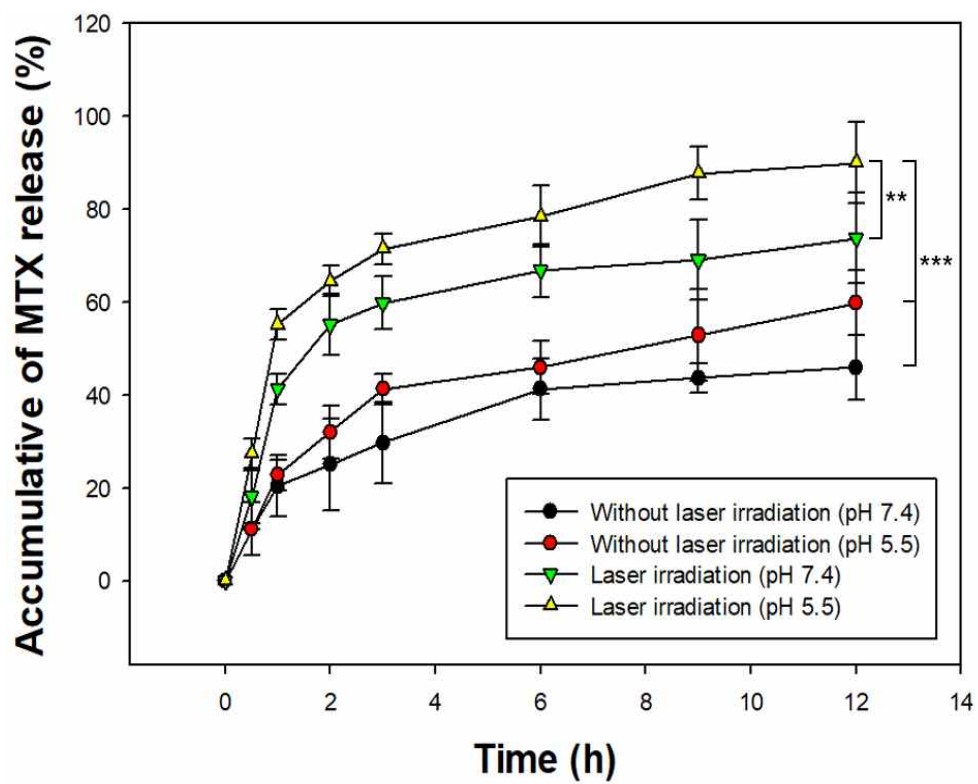 Accumulative of MTX release (%)
120
100
80
60
40
20
0
**
***
Without laser irradiation (pH 7.4)
Without laser irradiation (pH 5.5)
Laser irradiation (pH 7.4)
Laser irradiation (pH 5.5)
0 2 4 6 8 10 12 14
Time (h)